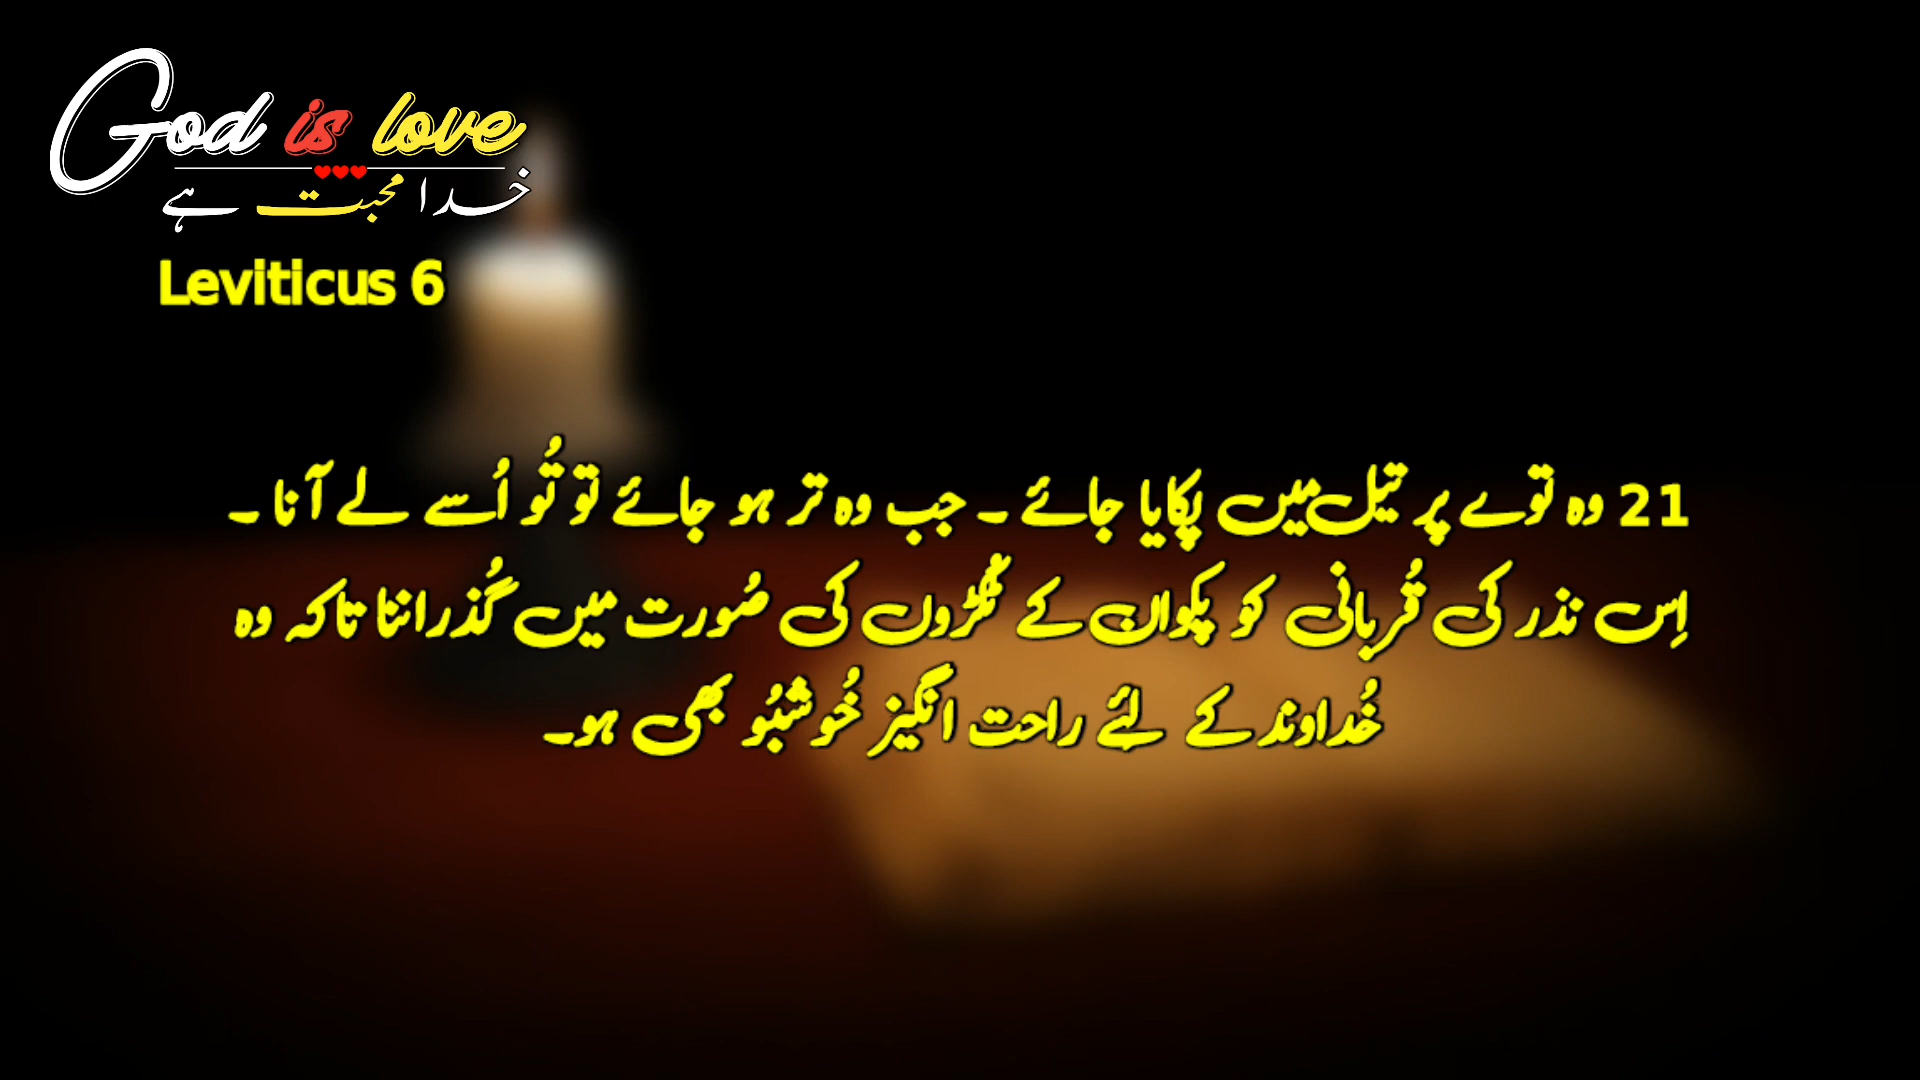 God is love
خدا محبت ہے
Leviticus 6
21 وہ توے پر تیل میں پکایا جائے ۔ جب وہ تر ہو جائے تو تُو اُسے لے آنا ۔
اِس نذر کی قُربانی کو پکوان کے ٹکڑوں کی صُورت میں گُذراننا تاکہ وہ
خُداوند کے لئے راحت انگیز خُوشبُو بھی ہو۔